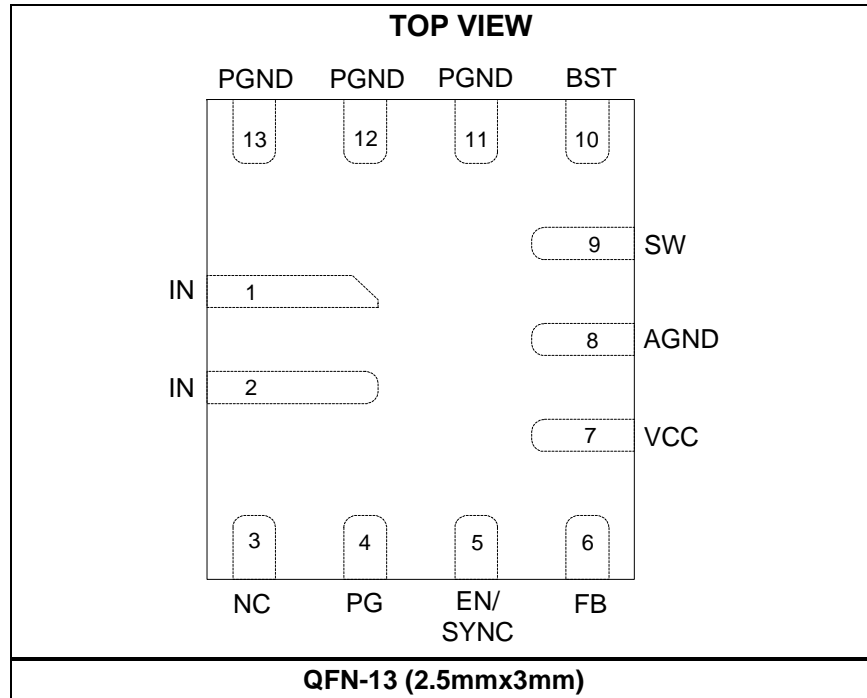 TOP VIEW
PGND PGND PGND BST
13 12 11 10
9 SW
IN 1
8 AGND
IN 2
7 VCC
3 4 5 6
NC PG EN/ FB
SYNC
QFN-13 (2.5mmx3mm)